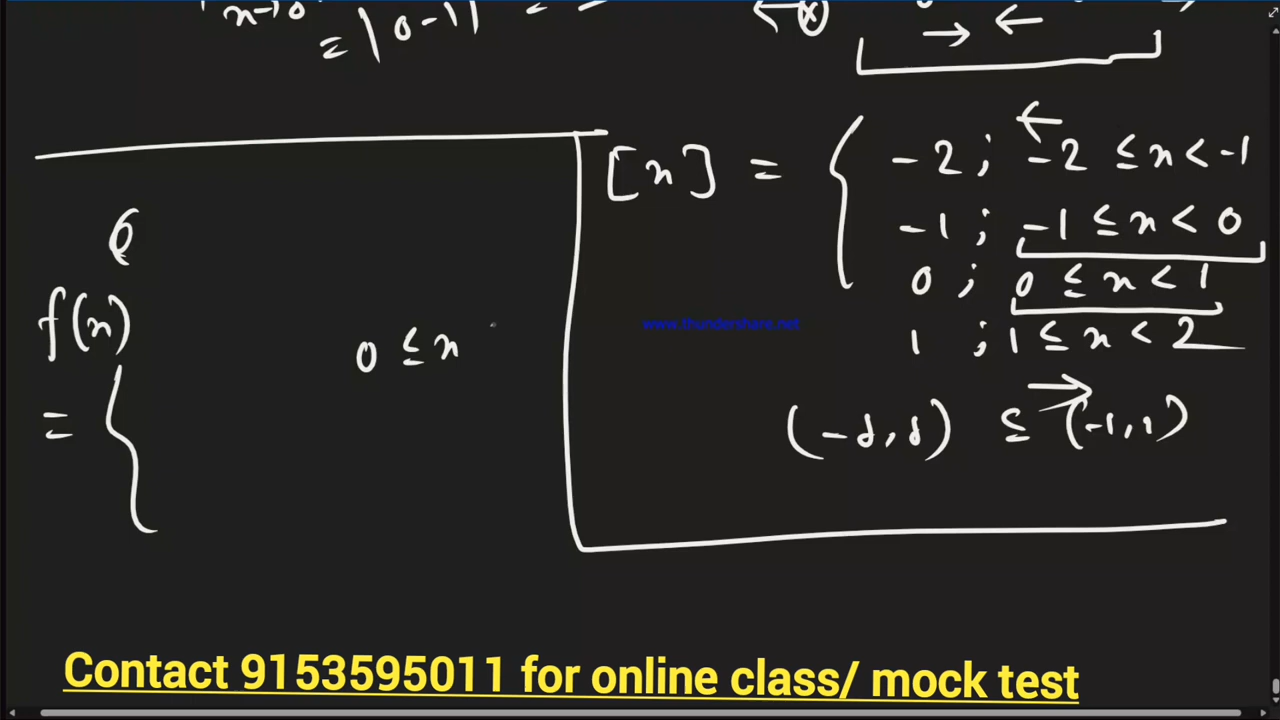 x→0
= |0-1|
[x] = { -2 ; -2 ≤ x < -1
-1 ; -1 ≤ x < 0
0 ; 0 ≤ x < 1
1 ; 1 ≤ x < 2
(-δ, δ) ⊆ (-1, 1)
Q
f(x)
= {
0 ≤ x
www.thundershare.net
Contact 9153595011 for online class/ mock test